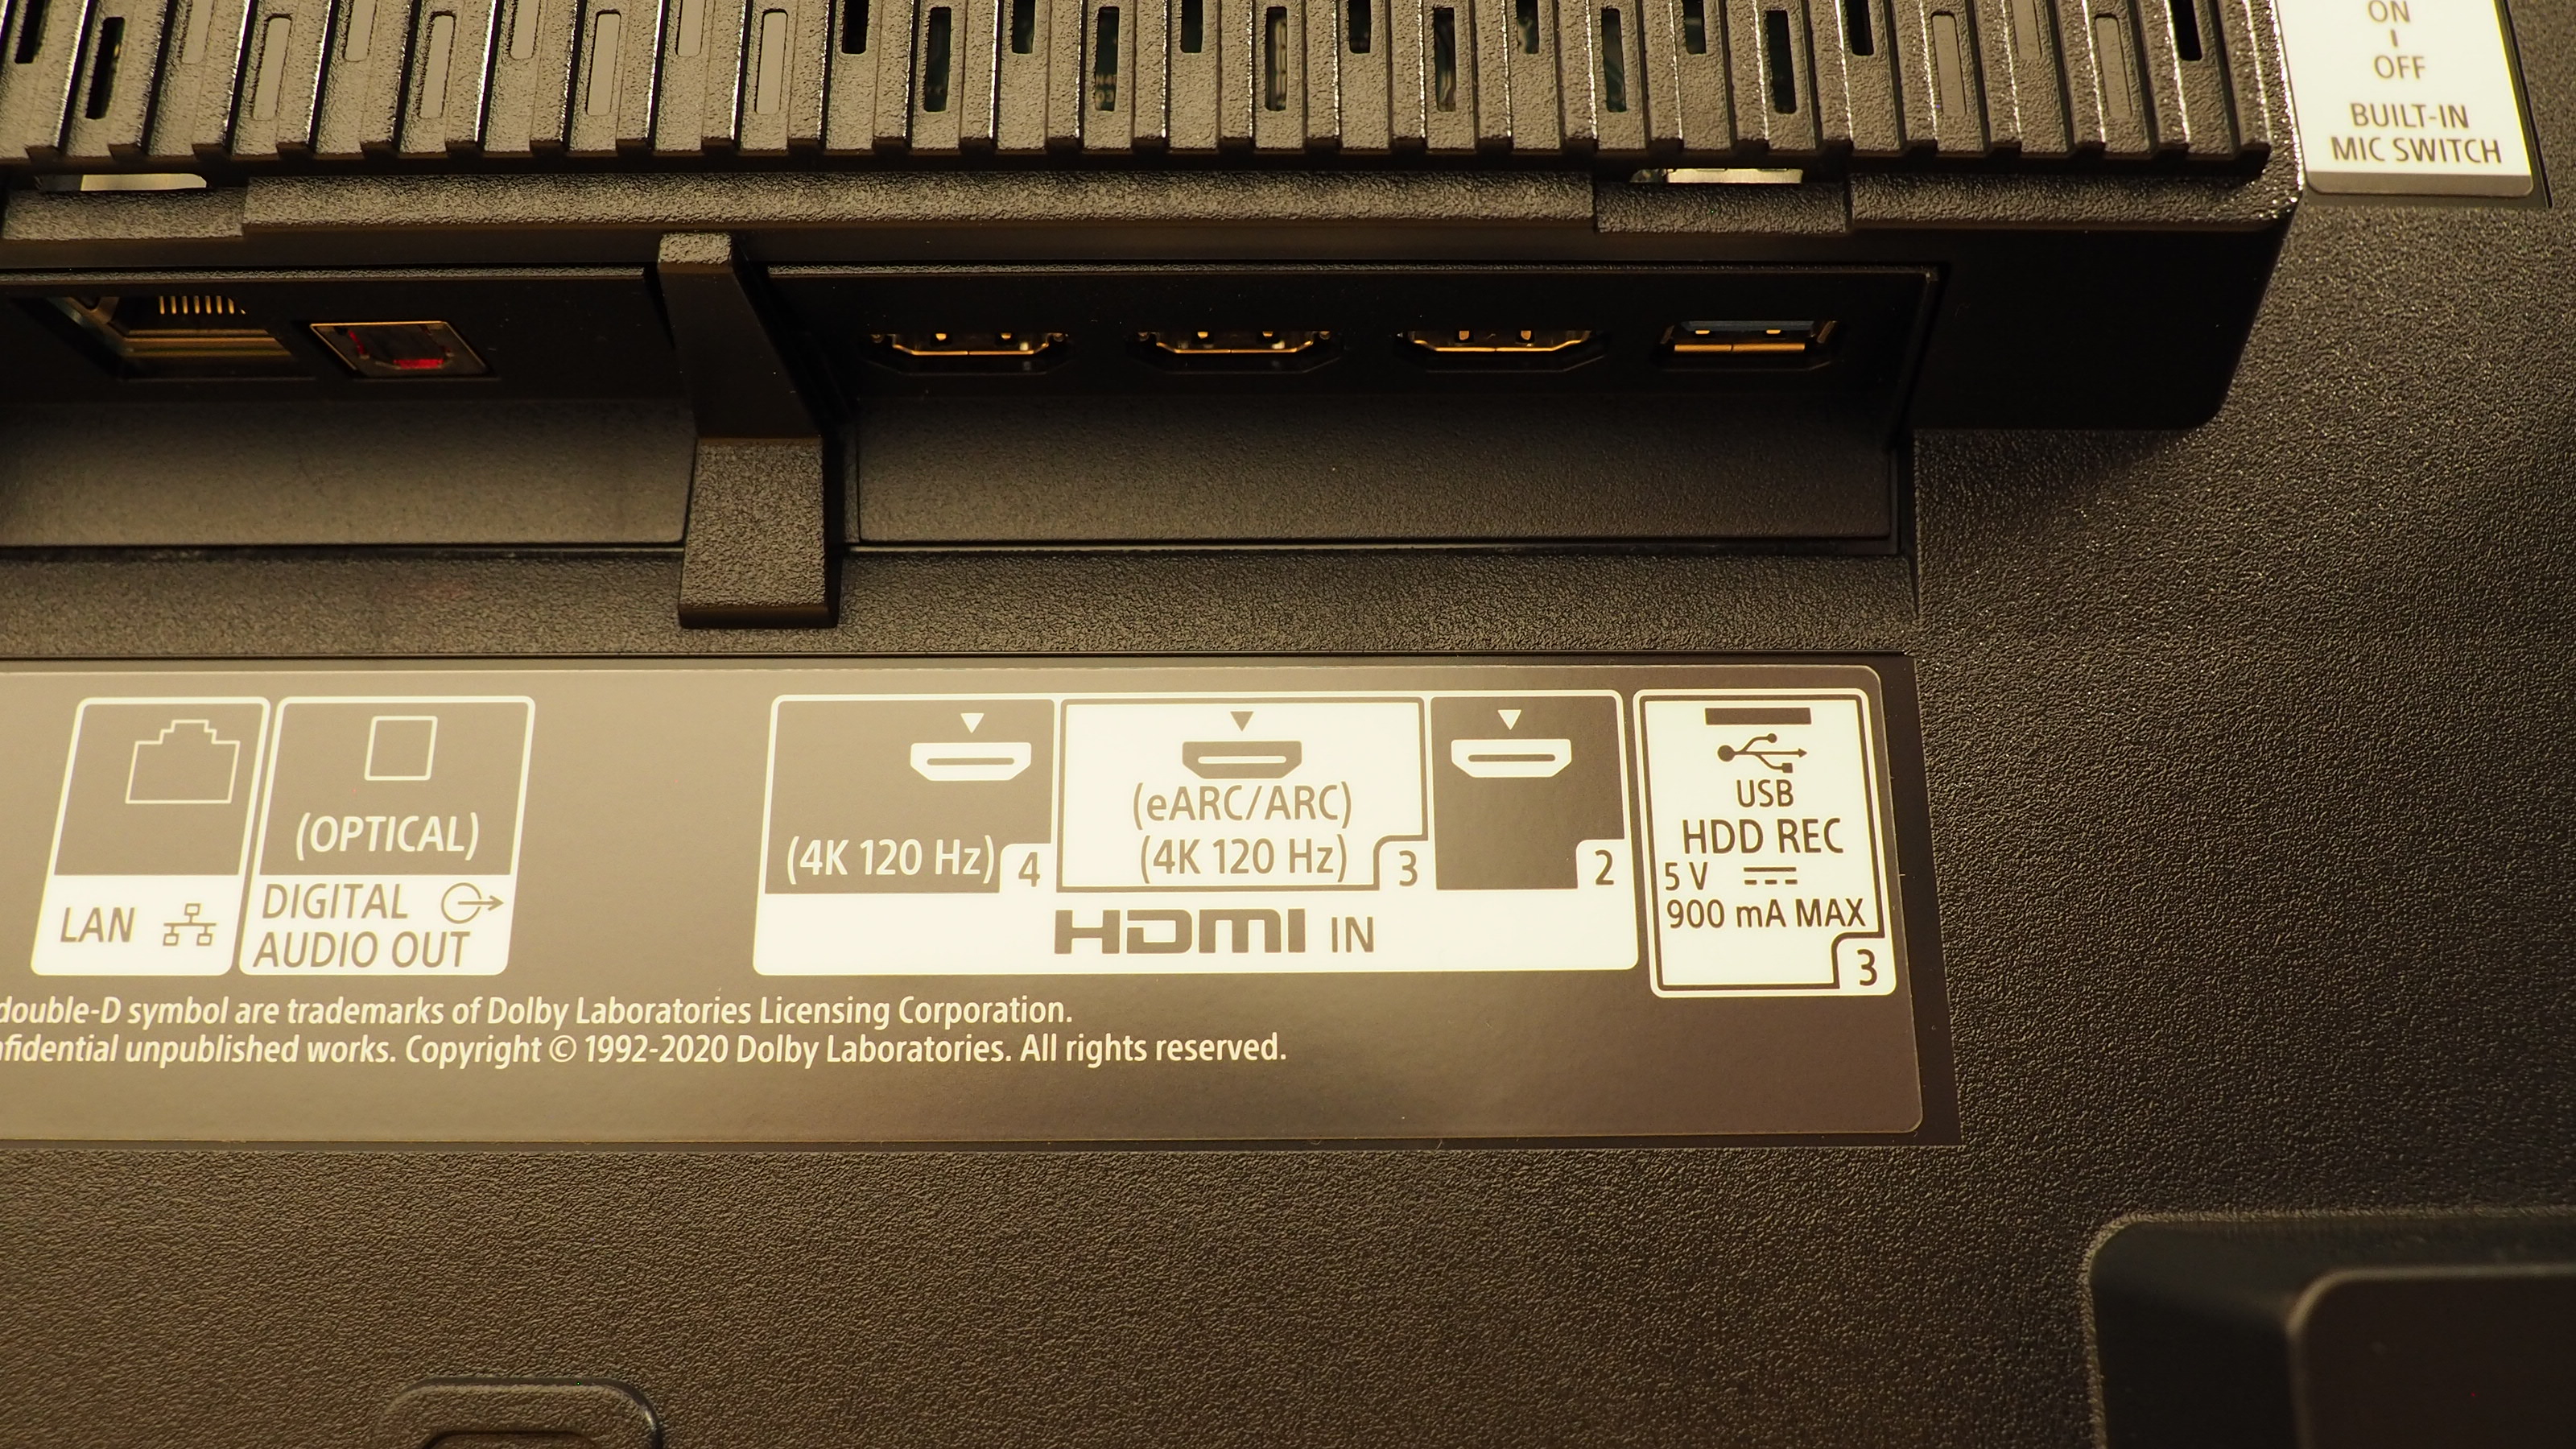 ON
OFF
BUILT-IN
MIC SWITCH
(OPTICAL)
LAN
DIGITAL
AUDIO OUT
(4K 120 Hz) 4
(eARC/ARC)
(4K 120 Hz) 3
2
HDMI IN
USB
HDD REC
5 V
900 mA MAX
3
double-D symbol are trademarks of Dolby Laboratories Licensing Corporation.
unpublished works. Copyright © 1992-2020 Dolby Laboratories. All rights reserved.